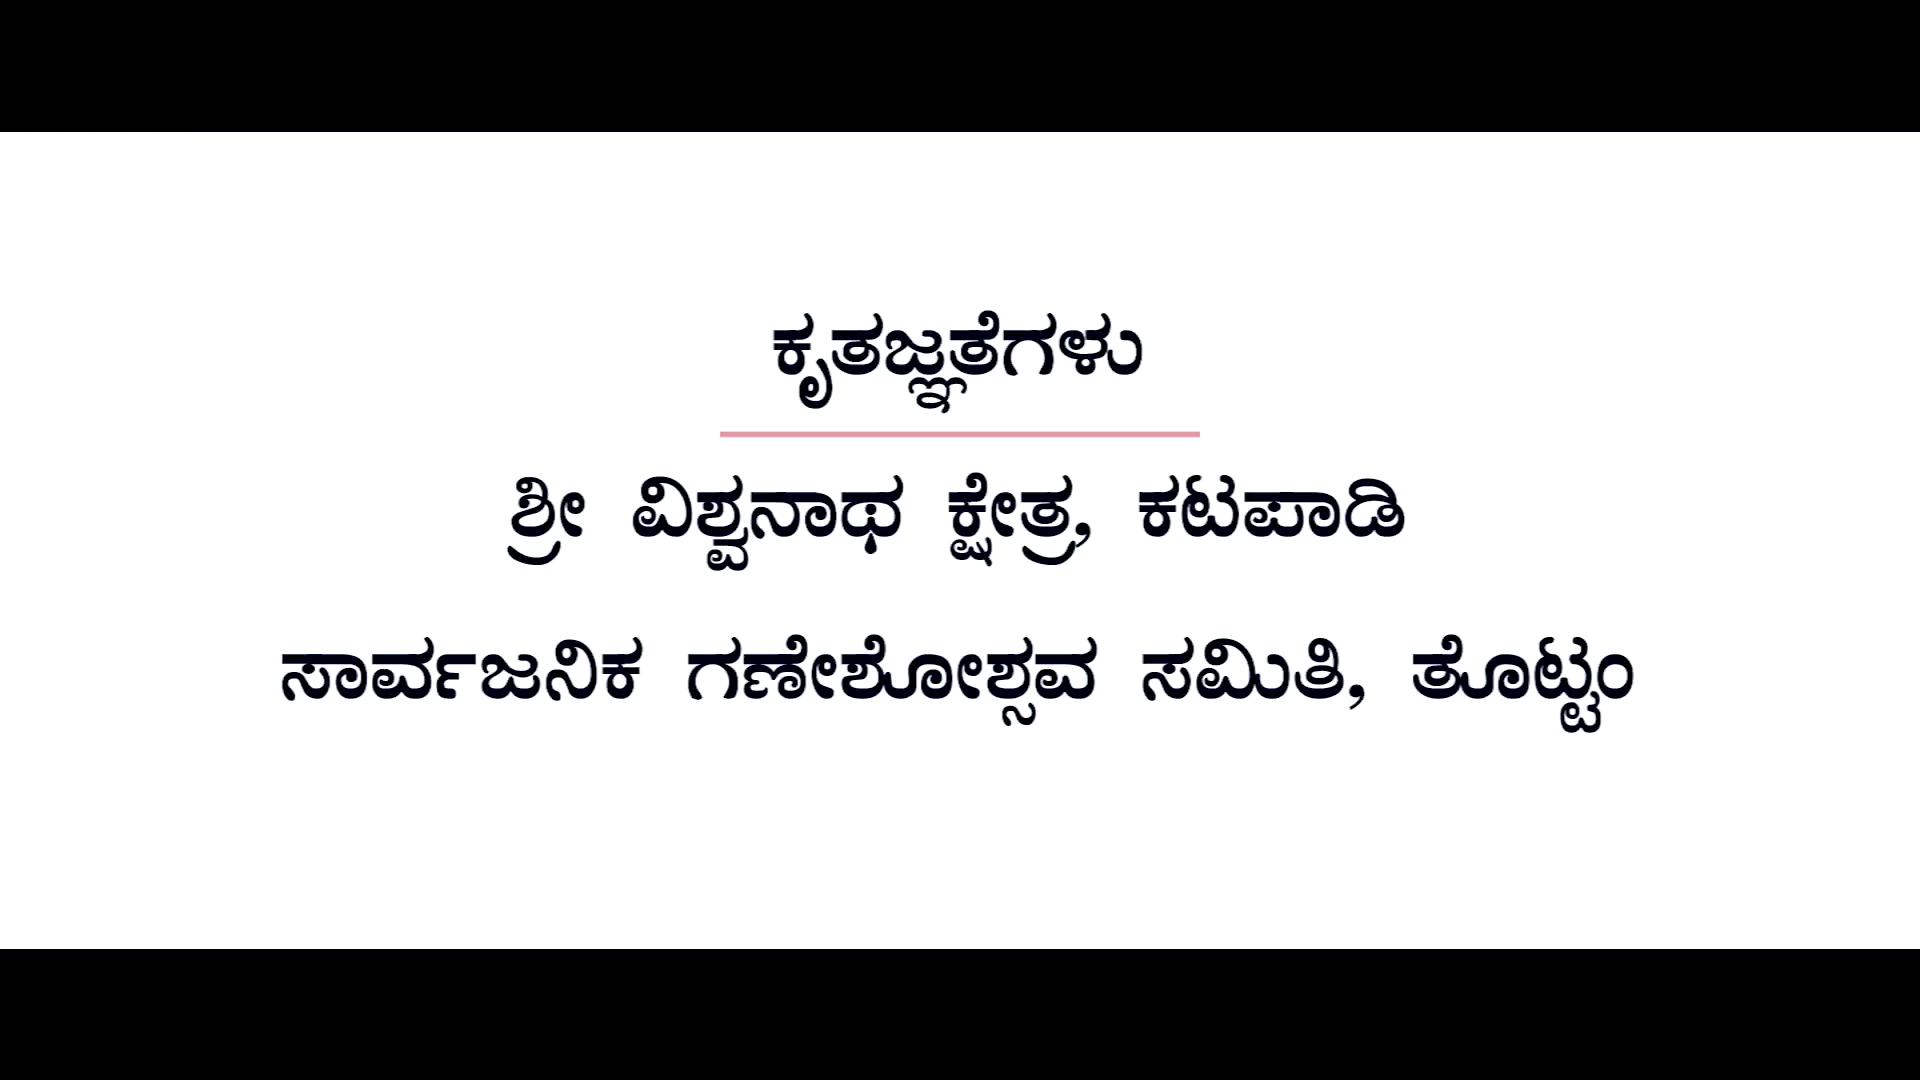 ಕೃತಜ್ಞತೆಗಳು
ಶ್ರೀ ವಿಶ್ವನಾಥ ಕ್ಷೇತ್ರ, ಕಟಪಾಡಿ
ಸಾರ್ವಜನಿಕ ಗಣೇಶೋಶ್ಸವ ಸಮಿತಿ, ತೊಟ್ಟಂ